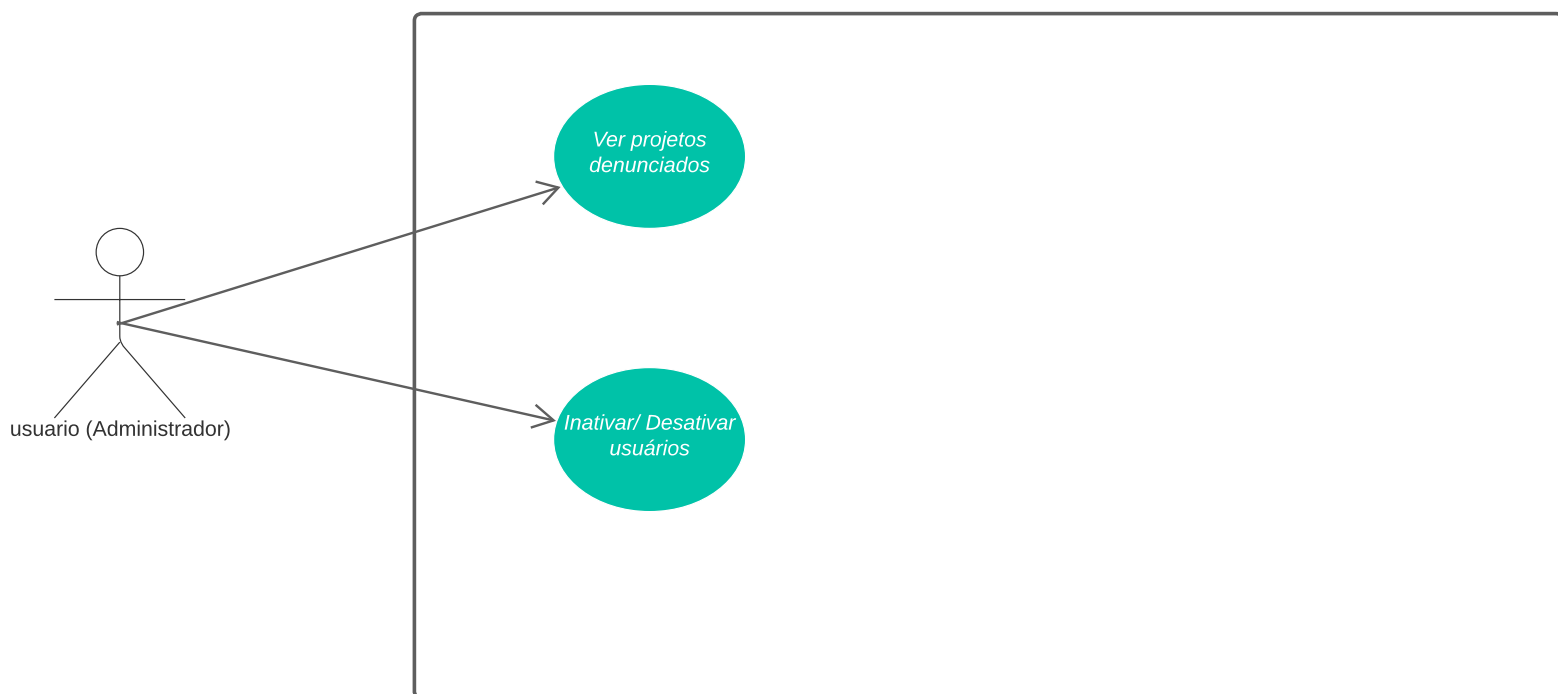 Ver projetos
denunciados
usuario (Administrador)
Inativar/ Desativar
usuários